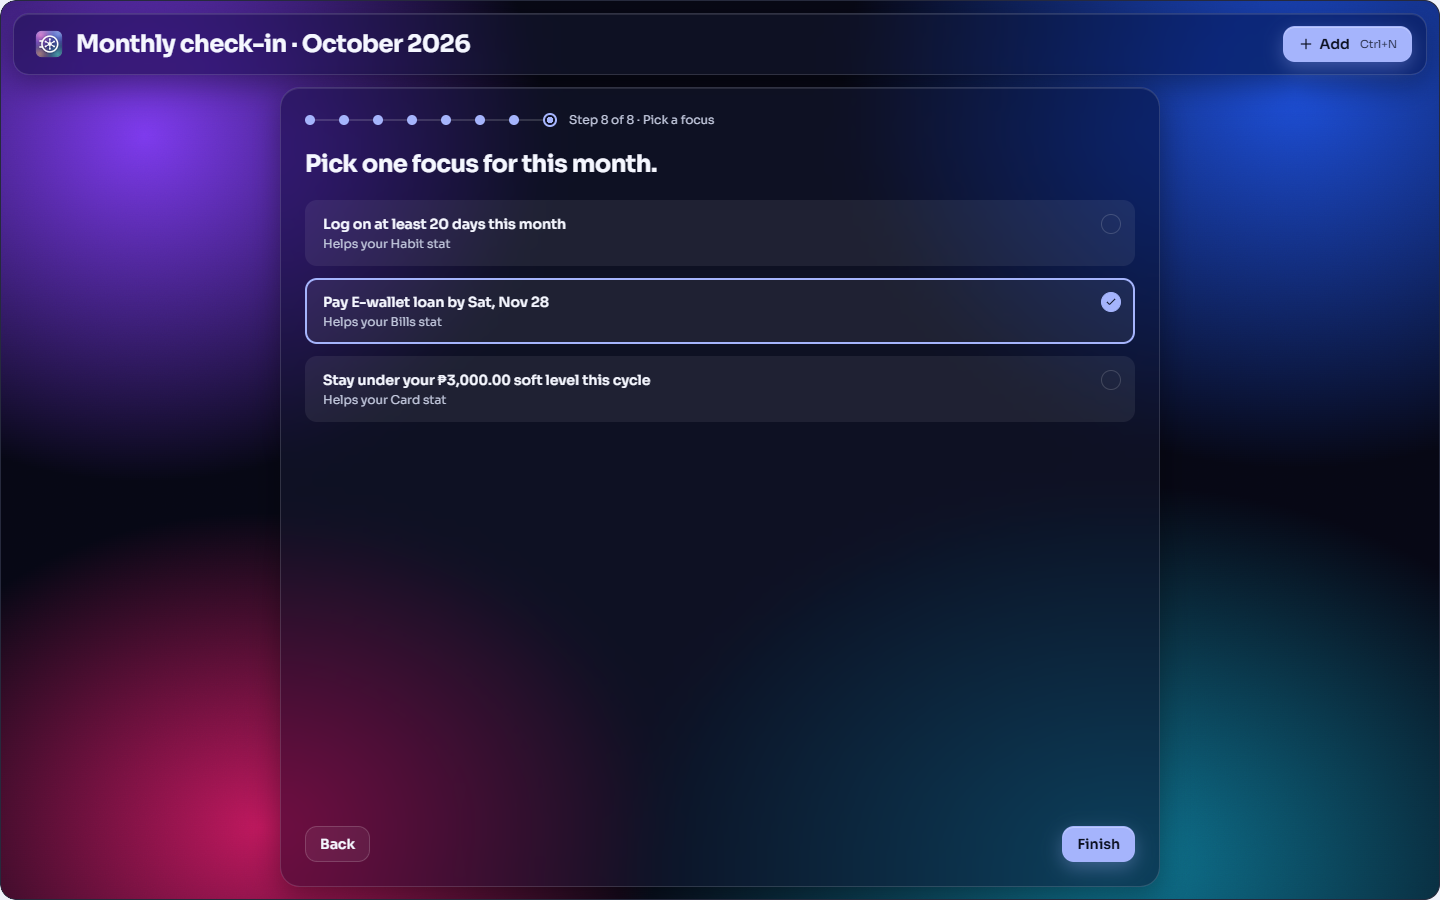 Monthly check-in · October 2026
+ Add Ctrl+N
Step 8 of 8 · Pick a focus
Pick one focus for this month.
Log on at least 20 days this month
Helps your Habit stat
Pay E-wallet loan by Sat, Nov 28
Helps your Bills stat
Stay under your ₱3,000.00 soft level this cycle
Helps your Card stat
Back
Finish